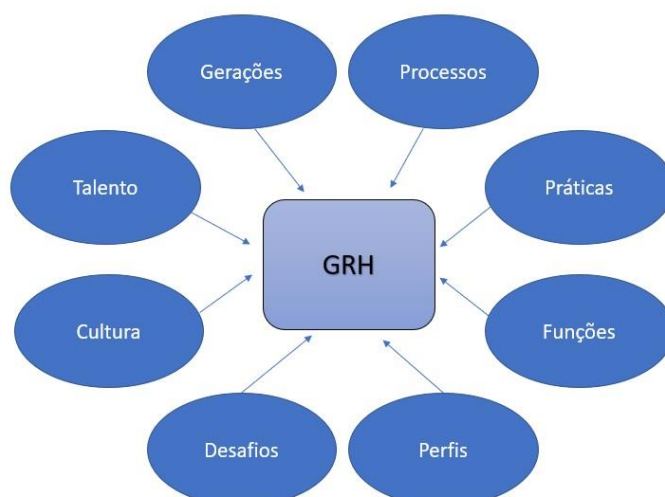 Gerações
Processos
Talento
Práticas
GRH
Cultura
Funções
Desafios
Perfis